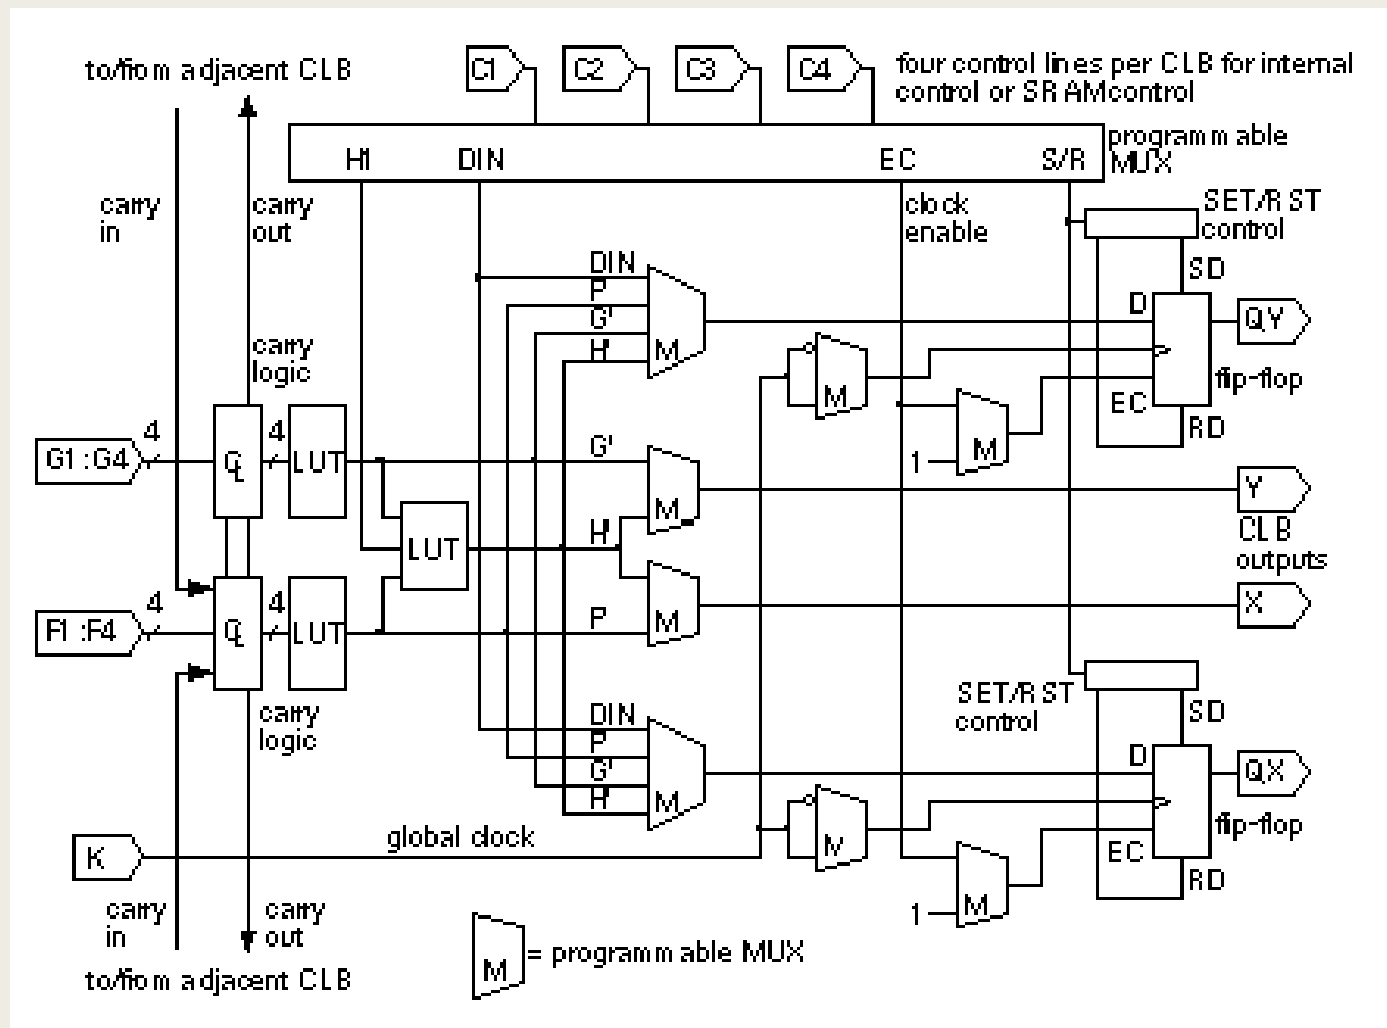 to/from adjacent CLB
C1
C2
C3
C4
four control lines per CLB for internal
control or SRAM control
programmable
MUX
H1
DIN
EC
S/R
carry
in
carry
out
clock
enable
SET/RST
control
DIN
F'
G'
H'
M
SD
D
QY
M
flip-flop
carry
logic
EC
RD
M
1
4
4
G1:G4
CL
LUT
G'
M
Y
CLB
outputs
H'
LUT
4
4
F1:F4
CL
LUT
F'
M
X
SET/RST
control
SD
carry
logic
DIN
F'
G'
H'
M
D
QX
M
flip-flop
EC
RD
M
1
K
global clock
carry
in
carry
out
M
= programmable MUX
to/from adjacent CLB